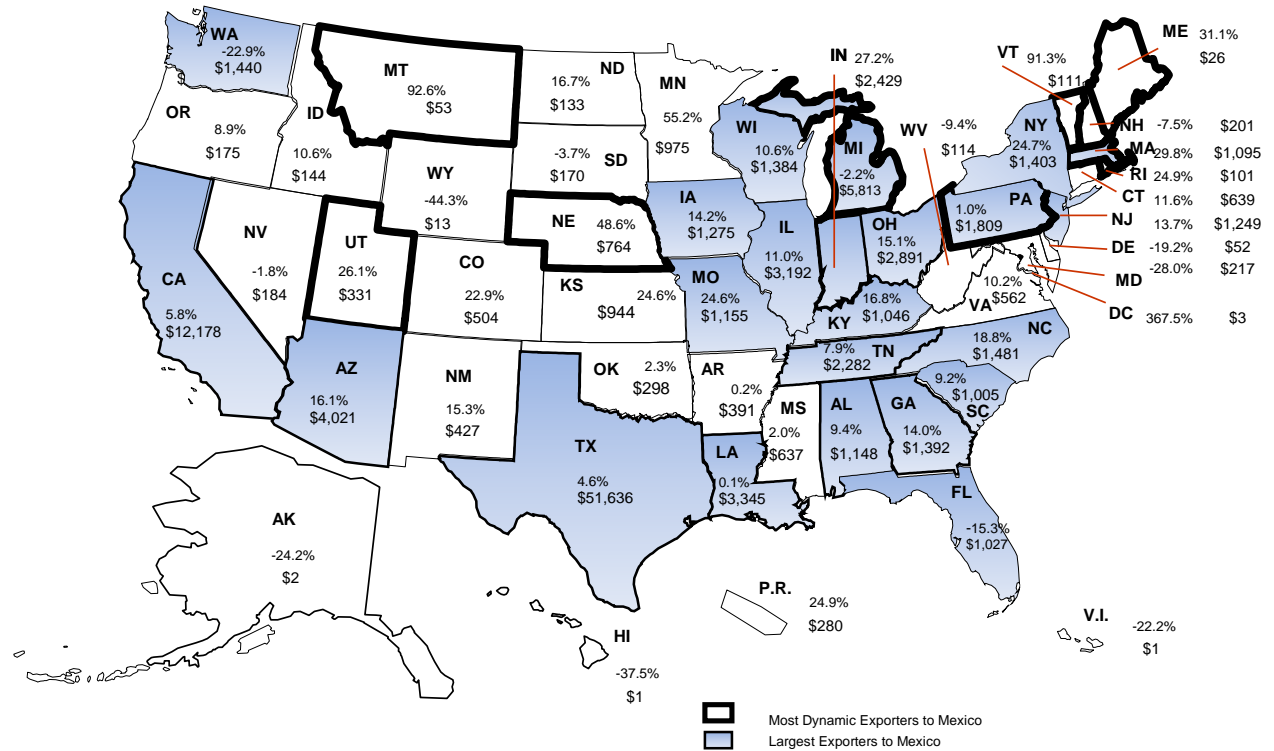 WA
-22.9%
$1,440
OR
8.9%
$175
MT
92.6%
$53
ID
10.6%
$144
WY
-44.3%
$13
ND
16.7%
$133
SD
-3.7%
$170
NE
48.6%
$764
MN
55.2%
$975
WI
10.6%
$1,384
IA
14.2%
$1,275
IL
11.0%
$3,192
MI
-2.2%
$5,813
IN 27.2%
$2,429
OH
15.1%
$2,891
WV -9.4%
$114
VT 91.3%
$111
ME 31.1%
$26
NY
24.7%
$1,403
NH -7.5% $201
MA 29.8% $1,095
RI 24.9% $101
CT 11.6% $639
NJ 13.7% $1,249
DE -19.2% $52
MD -28.0% $217
DC 367.5% $3
PA
1.0%
$1,809
VA
10.2%
$562
NC
18.8%
$1,481
SC
9.2%
$1,005
KY
16.8%
$1,046
TN
7.9%
$2,282
GA
14.0%
$1,392
AL
9.4%
$1,148
MS
2.0%
$637
FL
-15.3%
$1,027
LA
0.1%
$3,345
AR
0.2%
$391
MO
24.6%
$1,155
KS
24.6%
$944
OK
2.3%
$298
TX
4.6%
$51,636
NM
15.3%
$427
CO
22.9%
$504
UT
26.1%
$331
NV
-1.8%
$184
CA
5.8%
$12,178
AZ
16.1%
$4,021
AK
-24.2%
$2
HI
-37.5%
$1
P.R.
24.9%
$280
V.I.
-22.2%
$1
Most Dynamic Exporters to Mexico
Largest Exporters to Mexico